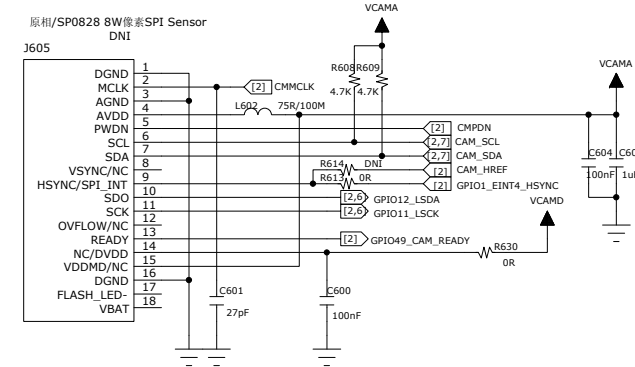 原相/SP0828 8W像素SPI Sensor
DNI
J605
DGND 1
MCLK 2
AGND 3
AVDD 4
PWDN 5
SCL 6
SDA 7
VSYNC/NC 8
HSYNC/SPI_INT 9
SDO 10
SCK 11
OVFLOW/NC 12
READY 13
NC/DVDD 14
VDDMD/NC 15
DGND 16
FLASH_LED- 17
VBAT 18
VCAMA
R608 R609
4.7K 4.7K
[2] CMMCLK
L602 75R/100M
[2] CMPDN
[2,7] CAM_SCL
[2,7] CAM_SDA
R614 DNI
[2] CAM_HREF
R613 0R
[2] GPIO1_EINT4_HSYNC
[2,6] GPIO12_LSDA
[2,6] GPIO11_LSCK
[2] GPIO49_CAM_READY
VCAMD
R630
0R
C601
27pF
C600
100nF
VCAMA
C604
100nF